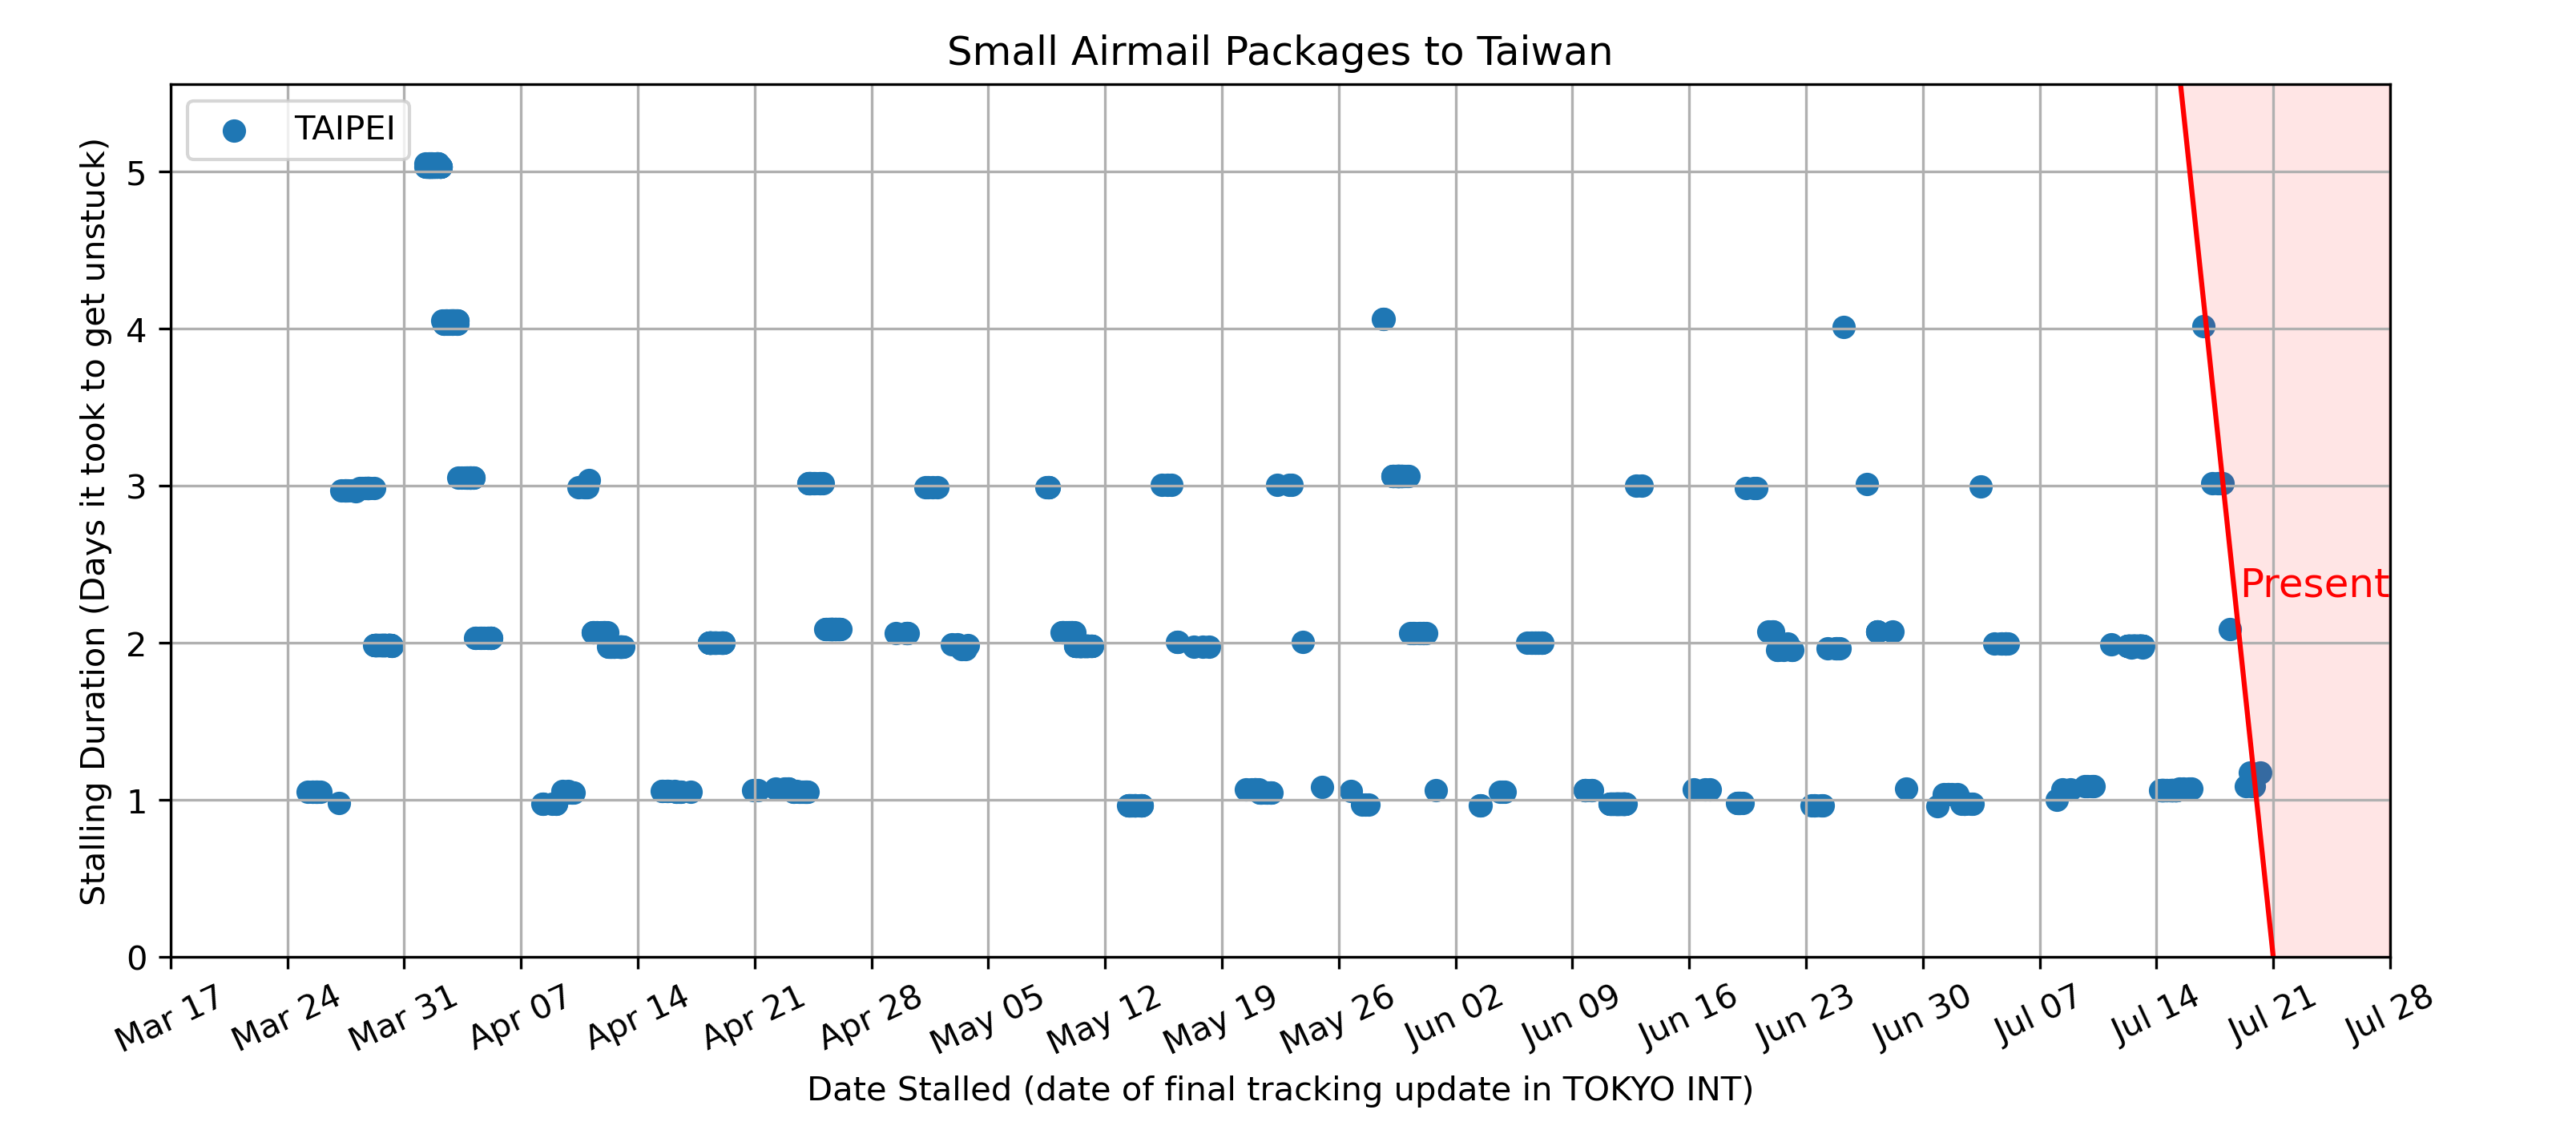 Small Airmail Packages to Taiwan
TAIPEI
Stalling Duration (Days it took to get unstuck)
5
4
3
2
1
0
Present
Mar 17
Mar 24
Mar 31
Apr 07
Apr 14
Apr 21
Apr 28
May 05
May 12
May 19
May 26
Jun 02
Jun 09
Jun 16
Jun 23
Jun 30
Jul 07
Jul 14
Jul 21
Jul 28
Date Stalled (date of final tracking update in TOKYO INT)